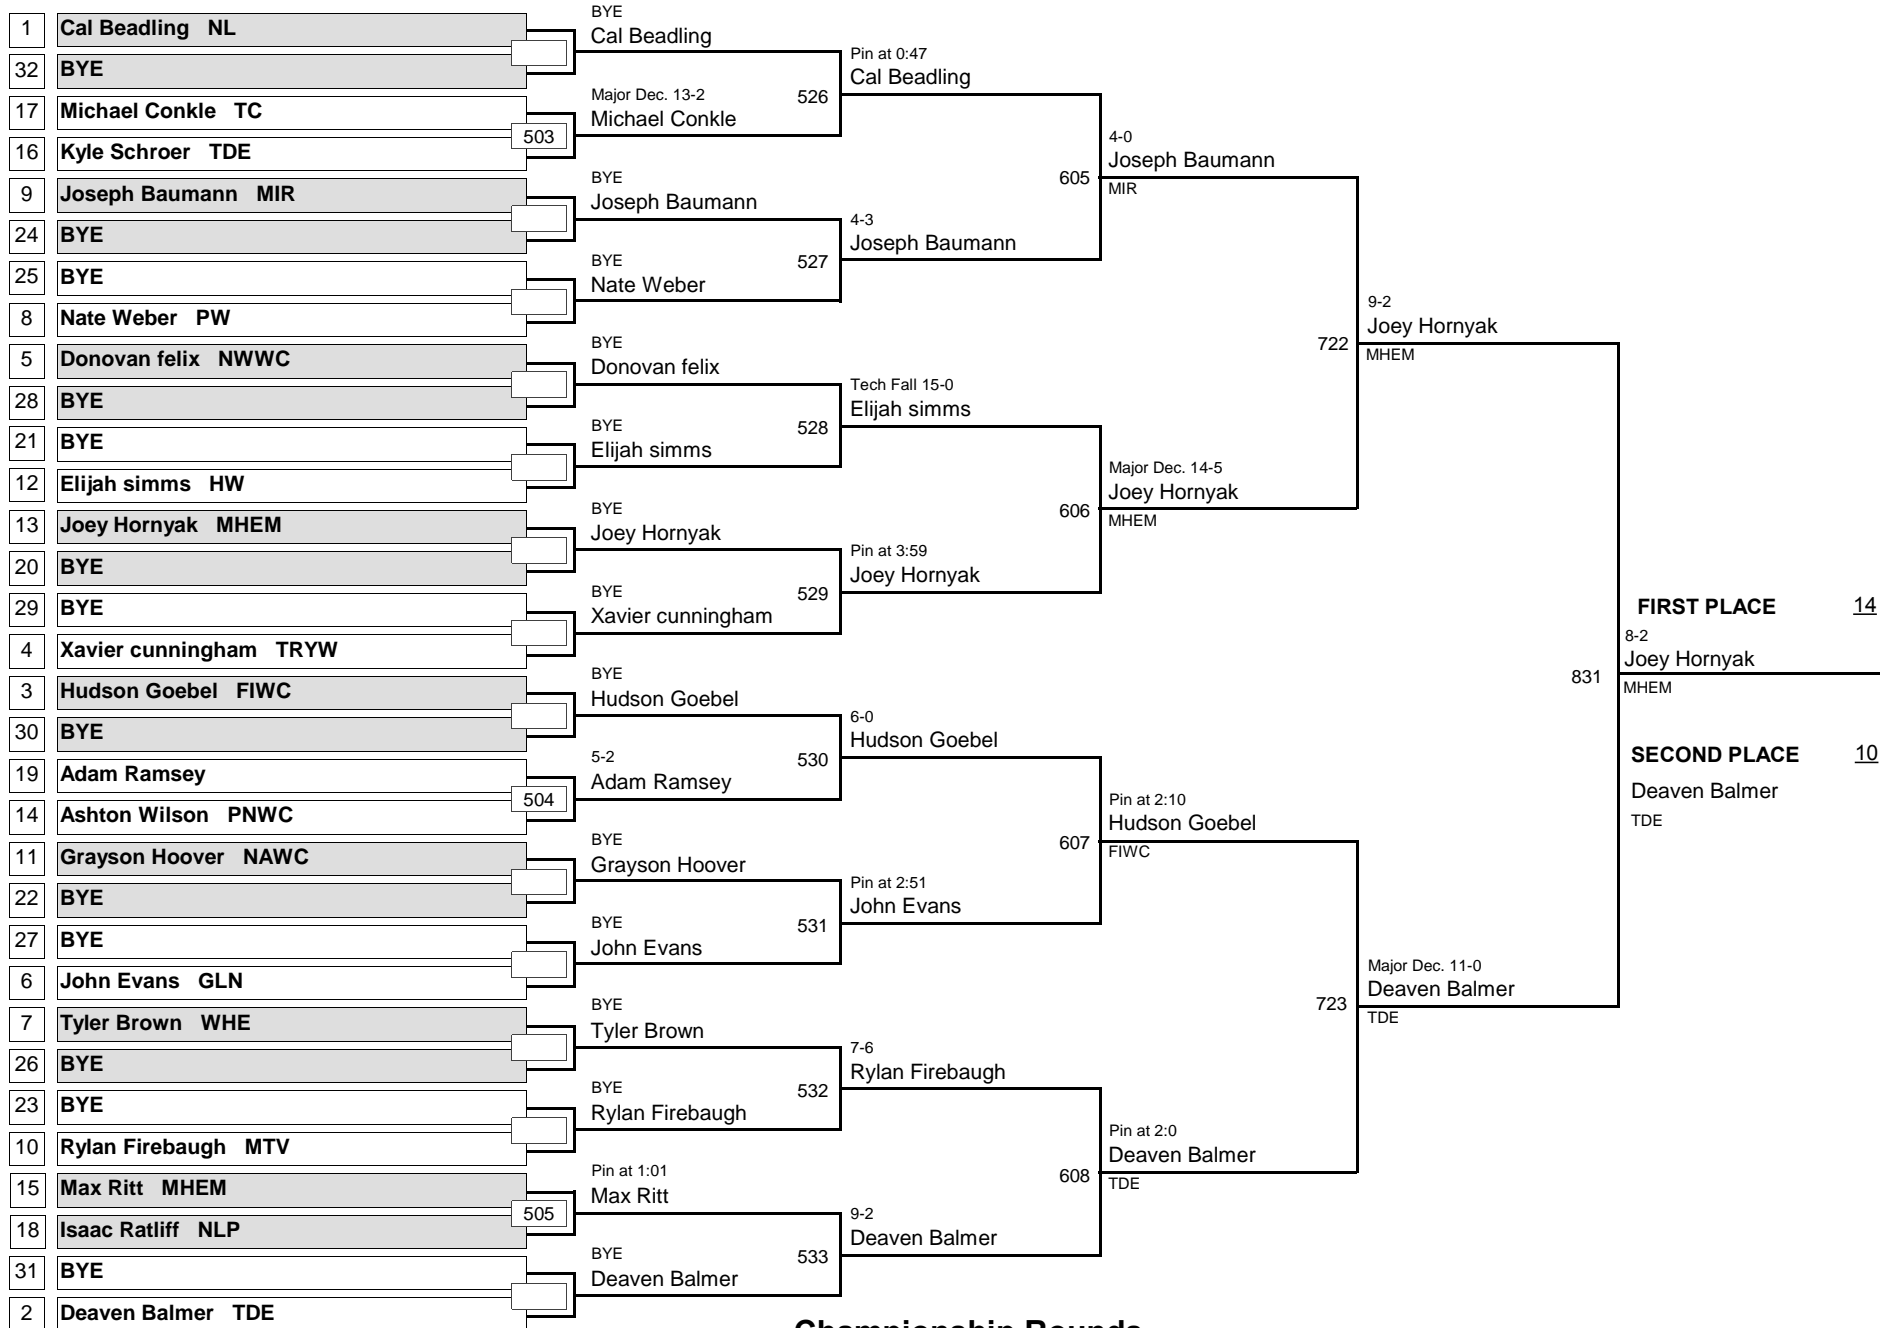 1 Cal Beadling NL
32 BYE
17 Michael Conkle TC
16 Kyle Schroer TDE
9 Joseph Baumann MIR
24 BYE
25 BYE
8 Nate Weber PW
5 Donovan felix NWWC
28 BYE
21 BYE
12 Elijah simms HW
13 Joey Hornyak MHEM
20 BYE
29 BYE
4 Xavier cunningham TRYW
3 Hudson Goebel FIWC
30 BYE
19 Adam Ramsey
14 Ashton Wilson PNWC
11 Grayson Hoover NAWC
22 BYE
27 BYE
6 John Evans GLN
7 Tyler Brown WHE
26 BYE
23 BYE
10 Rylan Firebaugh MTV
15 Max Ritt MHEM
18 Isaac Ratliff NLP
31 BYE
2 Deaven Balmer TDE
503
504
505
BYE
Cal Beadling
Major Dec. 13-2
Michael Conkle
BYE
Joseph Baumann
BYE
Nate Weber
BYE
Donovan felix
BYE
Elijah simms
BYE
Joey Hornyak
BYE
Xavier cunningham
BYE
Hudson Goebel
5-2
Adam Ramsey
BYE
Grayson Hoover
BYE
John Evans
BYE
Tyler Brown
BYE
Rylan Firebaugh
Pin at 1:01
Max Ritt
BYE
Deaven Balmer
526
527
528
529
530
531
532
533
Pin at 0:47
Cal Beadling
4-3
Joseph Baumann
Tech Fall 15-0
Elijah simms
Pin at 3:59
Joey Hornyak
6-0
Hudson Goebel
Pin at 2:51
John Evans
7-6
Rylan Firebaugh
9-2
Deaven Balmer
605
606
607
608
4-0
Joseph Baumann
MIR
Major Dec. 14-5
Joey Hornyak
MHEM
Pin at 2:10
Hudson Goebel
FIWC
Pin at 2:0
Deaven Balmer
TDE
722
723
9-2
Joey Hornyak
MHEM
Major Dec. 11-0
Deaven Balmer
TDE
831
FIRST PLACE 14
8-2
Joey Hornyak
MHEM
SECOND PLACE 10
Deaven Balmer
TDE
Championship Rounds